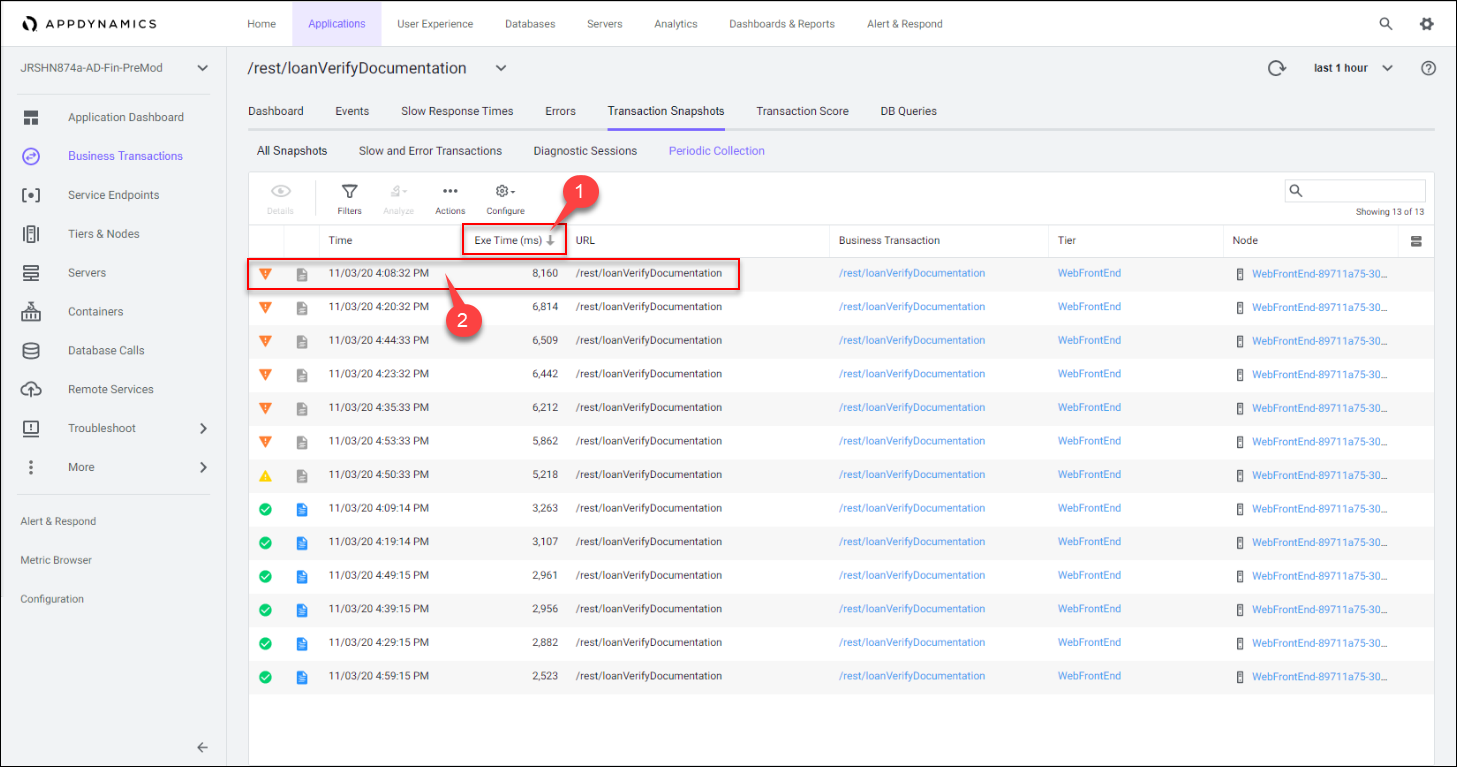 APPDYNAMICS Home Applications User Experience Databases Servers Analytics Dashboards & Reports Alert & Respond
JRSHN874a-AD-Fin-PreMod
Application Dashboard
Business Transactions
Service Endpoints
Tiers & Nodes
Servers
Containers
Database Calls
Remote Services
Troubleshoot
More
Alert & Respond
Metric Browser
Configuration
/rest/loanVerifyDocumentation last 1 hour ?
Dashboard Events Slow Response Times Errors Transaction Snapshots Transaction Score DB Queries
All Snapshots Slow and Error Transactions Diagnostic Sessions Periodic Collection
Details Filters Analyze Actions Configure
1
Showing 13 of 13
Time Exe Time (ms) URL Business Transaction Tier Node
11/03/20 4:08:32 PM 8,160 /rest/loanVerifyDocumentation /rest/loanVerifyDocumentation WebFrontEnd WebFrontEnd-89711a75-30...
2
11/03/20 4:20:32 PM 6,814 /rest/loanVerifyDocumentation /rest/loanVerifyDocumentation WebFrontEnd WebFrontEnd-89711a75-30...
11/03/20 4:44:33 PM 6,509 /rest/loanVerifyDocumentation /rest/loanVerifyDocumentation WebFrontEnd WebFrontEnd-89711a75-30...
11/03/20 4:23:32 PM 6,442 /rest/loanVerifyDocumentation /rest/loanVerifyDocumentation WebFrontEnd WebFrontEnd-89711a75-30...
11/03/20 4:35:33 PM 6,212 /rest/loanVerifyDocumentation /rest/loanVerifyDocumentation WebFrontEnd WebFrontEnd-89711a75-30...
11/03/20 4:53:33 PM 5,862 /rest/loanVerifyDocumentation /rest/loanVerifyDocumentation WebFrontEnd WebFrontEnd-89711a75-30...
11/03/20 4:50:33 PM 5,218 /rest/loanVerifyDocumentation /rest/loanVerifyDocumentation WebFrontEnd WebFrontEnd-89711a75-30...
11/03/20 4:09:14 PM 3,263 /rest/loanVerifyDocumentation /rest/loanVerifyDocumentation WebFrontEnd WebFrontEnd-89711a75-30...
11/03/20 4:19:14 PM 3,107 /rest/loanVerifyDocumentation /rest/loanVerifyDocumentation WebFrontEnd WebFrontEnd-89711a75-30...
11/03/20 4:49:15 PM 2,961 /rest/loanVerifyDocumentation /rest/loanVerifyDocumentation WebFrontEnd WebFrontEnd-89711a75-30...
11/03/20 4:39:15 PM 2,956 /rest/loanVerifyDocumentation /rest/loanVerifyDocumentation WebFrontEnd WebFrontEnd-89711a75-30...
11/03/20 4:29:15 PM 2,882 /rest/loanVerifyDocumentation /rest/loanVerifyDocumentation WebFrontEnd WebFrontEnd-89711a75-30...
11/03/20 4:59:15 PM 2,523 /rest/loanVerifyDocumentation /rest/loanVerifyDocumentation WebFrontEnd WebFrontEnd-89711a75-30...